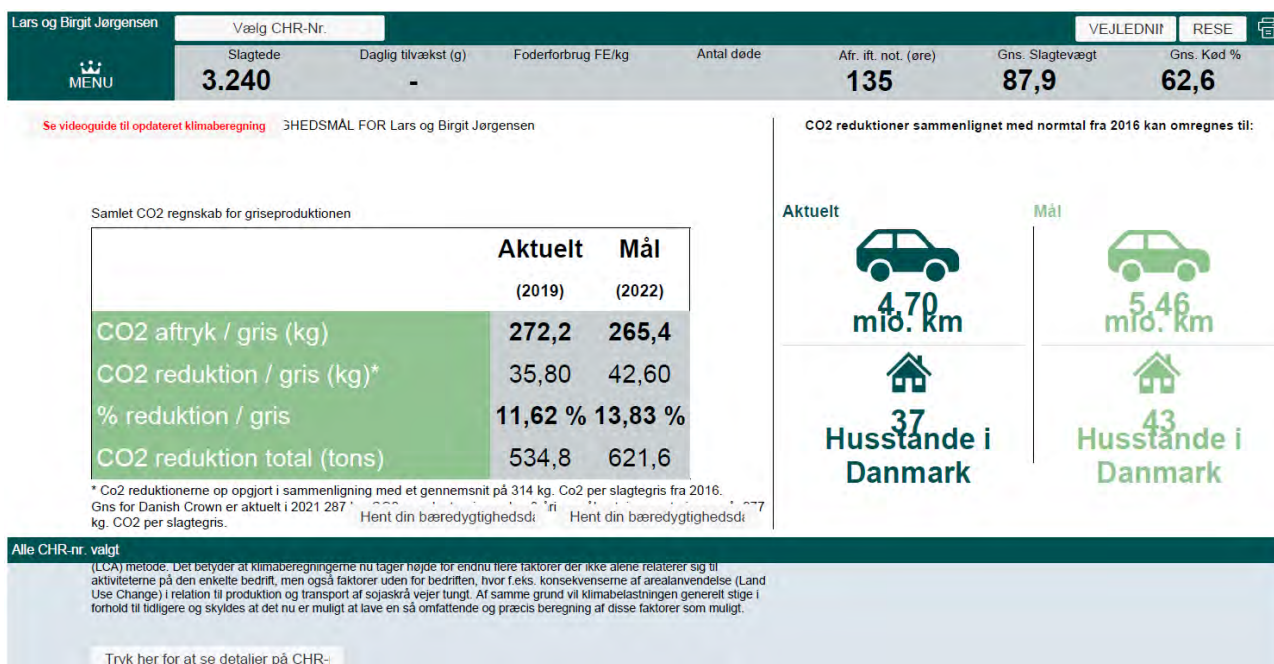 Lars og Birgit Jørgensen
Vælg CHR-Nr.
VEJLEDNIN
RESE
MENU
Slagtede
3.240
Daglig tilvækst (g)
-
Foderforbrug FE/kg
Antal døde
Afr. ift. not. (øre)
135
Gns. Slagtevægt
87,9
Gns. Kød %
62,6
Se videoguide til opdateret klimaberegning
GHEDSMÅL FOR Lars og Birgit Jørgensen
Samlet CO2 regnskab for griseproduktionen
Aktuelt Mål
(2019) (2022)
CO2 aftryk / gris (kg) 272,2 265,4
CO2 reduktion / gris (kg)* 35,80 42,60
% reduktion / gris 11,62 % 13,83 %
CO2 reduktion total (tons) 534,8 621,6
* Co2 reduktionerne op opgjort i sammenligning med et gennemsnit på 314 kg. Co2 per slagtegris fra 2016.
Gns for Danish Crown er aktuelt i 2021 287
kg. CO2 per slagtegris.
Hent din bæredygtighedsda
Hent din bæredygtighedsda
CO2 reduktioner sammenlignet med normtal fra 2016 kan omregnes til:
Aktuelt
4,70
mio. km
37
Husstande i
Danmark
Mål
5,46
mio. km
43
Husstande i
Danmark
Alle CHR-nr. valgt
(LCA) metode. Det betyder at klimaberegningerne nu tager højde for endnu flere faktorer der ikke alene relaterer sig til
aktiviteterne på den enkelte bedrift, men også faktorer uden for bedriften, hvor f.eks. konsekvenserne af arealanvendelse (Land
Use Change) i relation til produktion og transport af sojaskrå vejer tungt. Af samme grund vil klimabelastningen generelt stige i
forhold til tidligere og skyldes at det nu er muligt at lave en så omfattende og præcis beregning af disse faktorer som muligt.
Tryk her for at se detaljer på CHR-